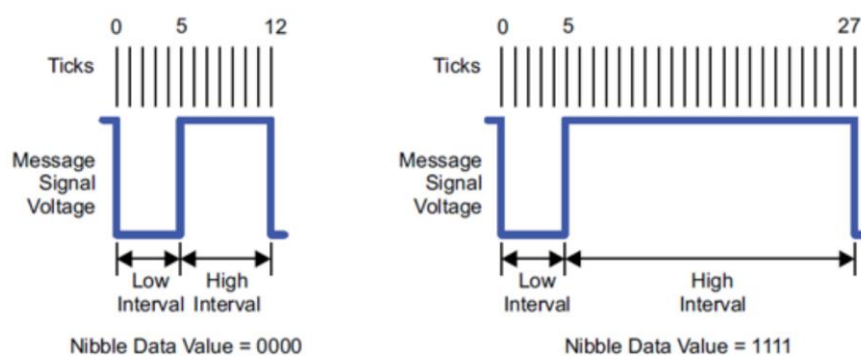 0 5 12
Ticks
Message
Signal
Voltage
Low
Interval
High
Interval
Nibble Data Value = 0000
0 5 27
Ticks
Message
Signal
Voltage
Low
Interval
High
Interval
Nibble Data Value = 1111